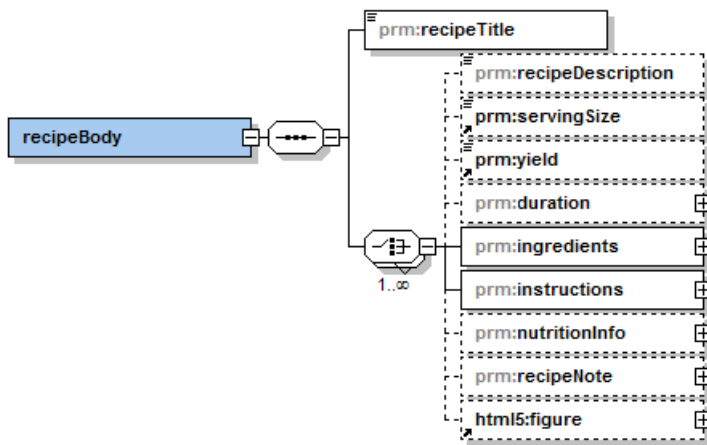 prm:recipeTitle
prm:recipeDescription
prm:servingSize
recipeBody
prm:yield
prm:duration
prm:ingredients
1..∞
prm:instructions
prm:nutritionInfo
prm:recipeNote
html5:figure